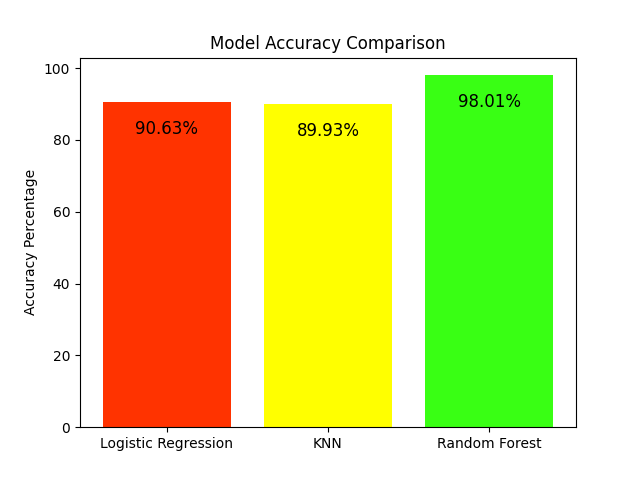 Model Accuracy Comparison
Accuracy Percentage
100
80
60
40
20
0
90.63%
89.93%
98.01%
Logistic Regression
KNN
Random Forest